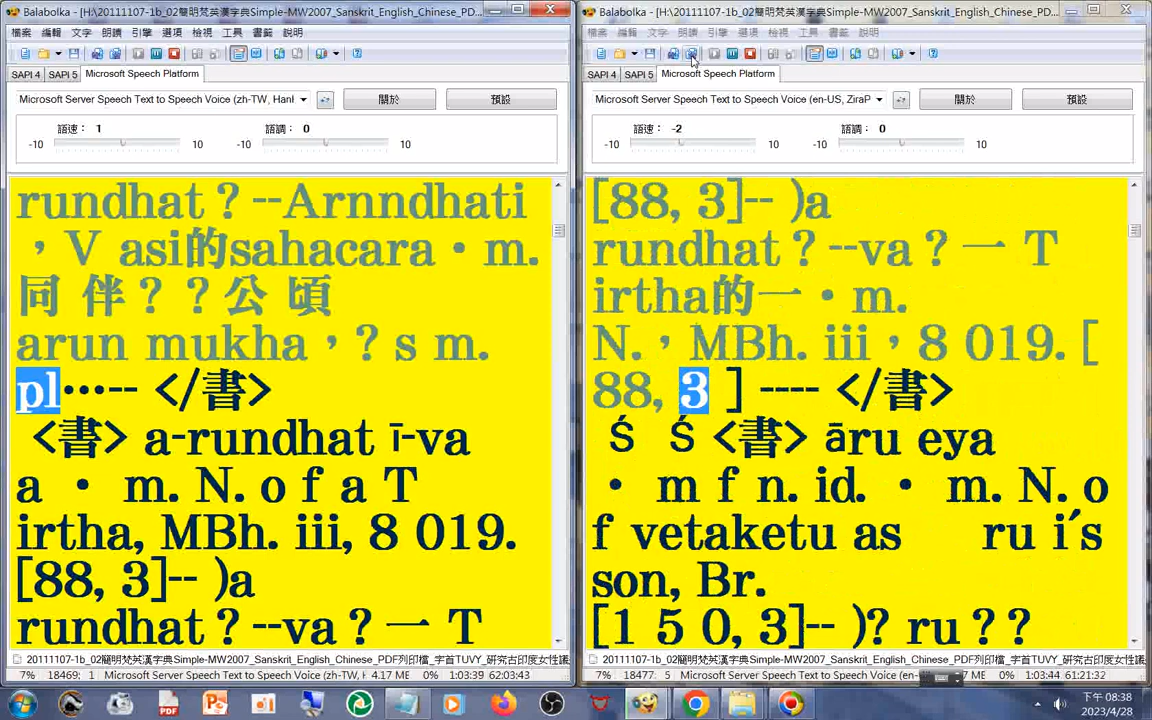 Balabolka - [H:\20111107-1b_02簡明梵英漢字典Simple-MW2007_Sanskrit_English_Chinese_PD...
檔案 編輯 文字 朗讀 引擎 選項 檢視 工具 書籤 說明
SAPI 4 SAPI 5 Microsoft Speech Platform
Microsoft Server Speech Text to Speech Voice (zh-TW, Hanl
關於 預設
語速： 1 語調： 0
-10 10 -10 10
rundhat？--Arnndhati
，V asi的sahacara・m.
同 伴？？公 頃
arun mukha，? s m.
pl…-- </書>
<書> a-rundhat ī-va
a ・ m. N. o f a T
irtha, MBh. iii, 8 019.
[88, 3]-- )a
rundhat？--va？一 T
20111107-1b_02簡明梵英漢字典Simple-MW2007_Sanskrit_English_Chinese_PDF列印檔_字首TUVY_研究古印度女性議
7% 18469; 1 Microsoft Server Speech Text to Speech Voice (zh-TW, H 4.17 ME 0% 1:03:39 62:03:43
Balabolka - [H:\20111107-1b_02簡明梵英漢字典Simple-MW2007_Sanskrit_English_Chinese_PD...
檔案 編輯 文字 朗讀 引擎 選項 檢視 工具 書籤 說明
SAPI 4 SAPI 5 Microsoft Speech Platform
Microsoft Server Speech Text to Speech Voice (en-US, ZiraP
關於 預設
語速： -2 語調： 0
-10 10 -10 10
[88, 3]-- )a
rundhat？--va？一 T
irtha的一・m.
N.，MBh. iii，8 019. [
88, 3 ] ---- </書>
Ś Ś <書> āru eya
・ m f n. id. ・ m. N. o
f vetaketu as ru i´s
son, Br.
[1 5 0, 3]-- )? ru？？
20111107-1b_02簡明梵英漢字典Simple-MW2007_Sanskrit_English_Chinese_PDF列印檔_字首TUVY_研究古印度女性議
7% 18477: 5 Microsoft Server Speech Text to Speech Voice (en-US 4.17 ME 0% 1:03:44 61:21:32
PDF
下午 08:38
2023/4/28